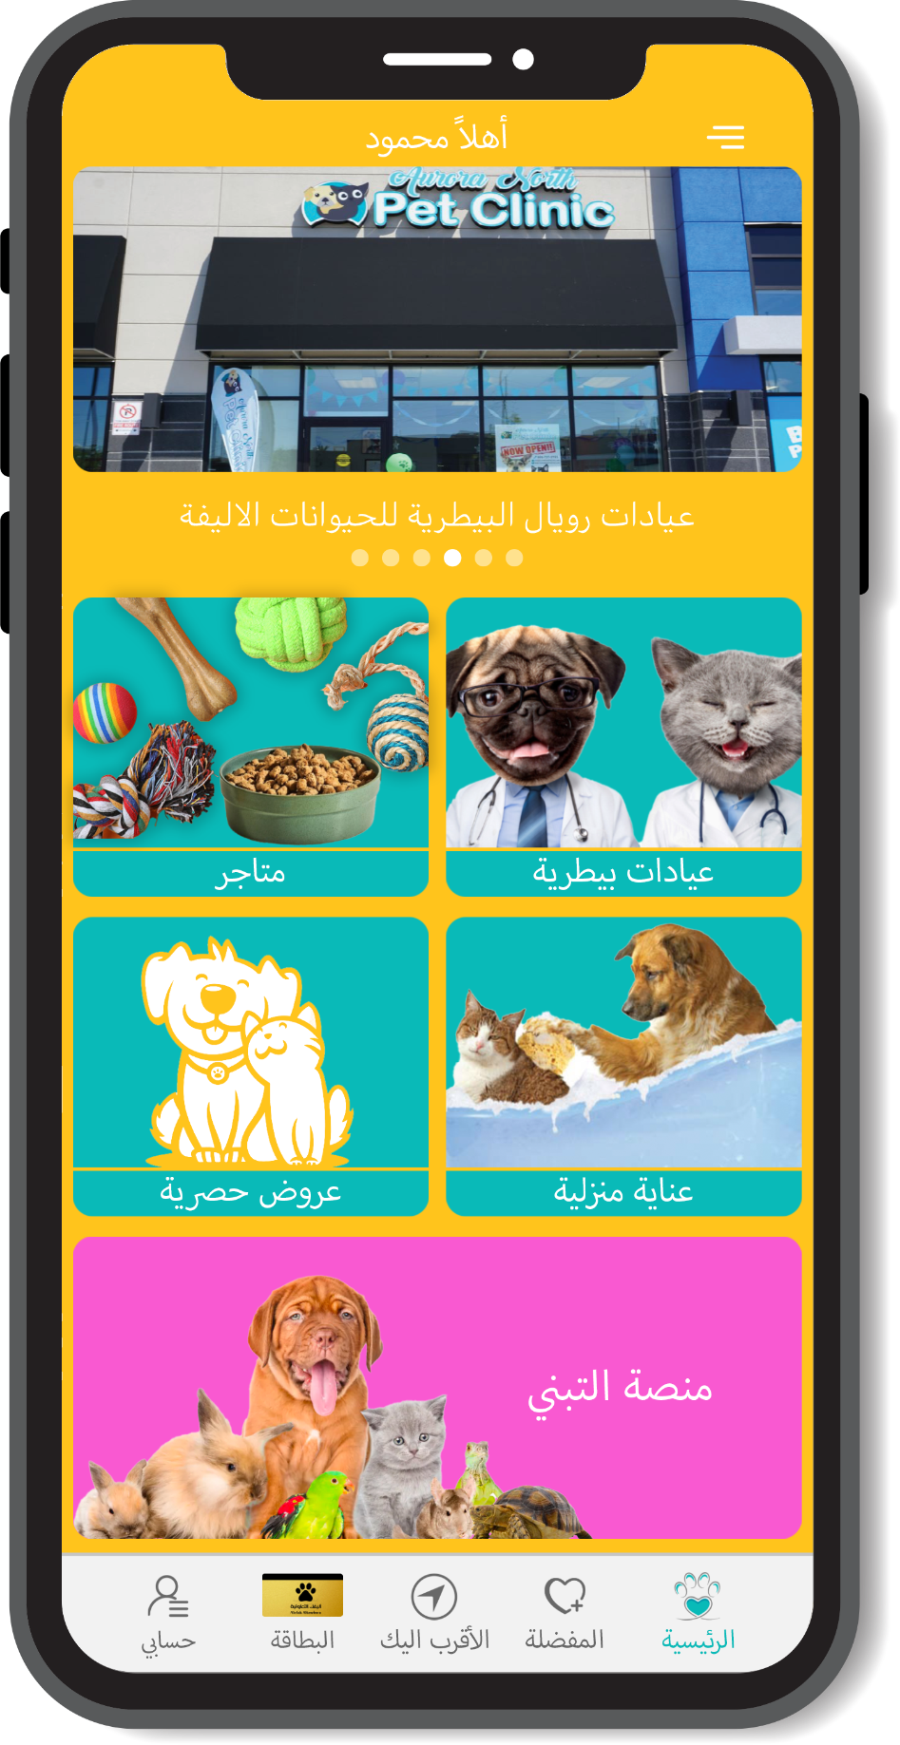 أهلاً محمود
Aurora North
Pet Clinic
NOW OPEN!!
عيادات رويال البيطرية للحيوانات الاليفة
عيادات بيطرية
متاجر
عناية منزلية
عروض حصرية
منصة التبني
الرئيسية
المفضلة
الأقرب اليك
البطاقة
حسابي